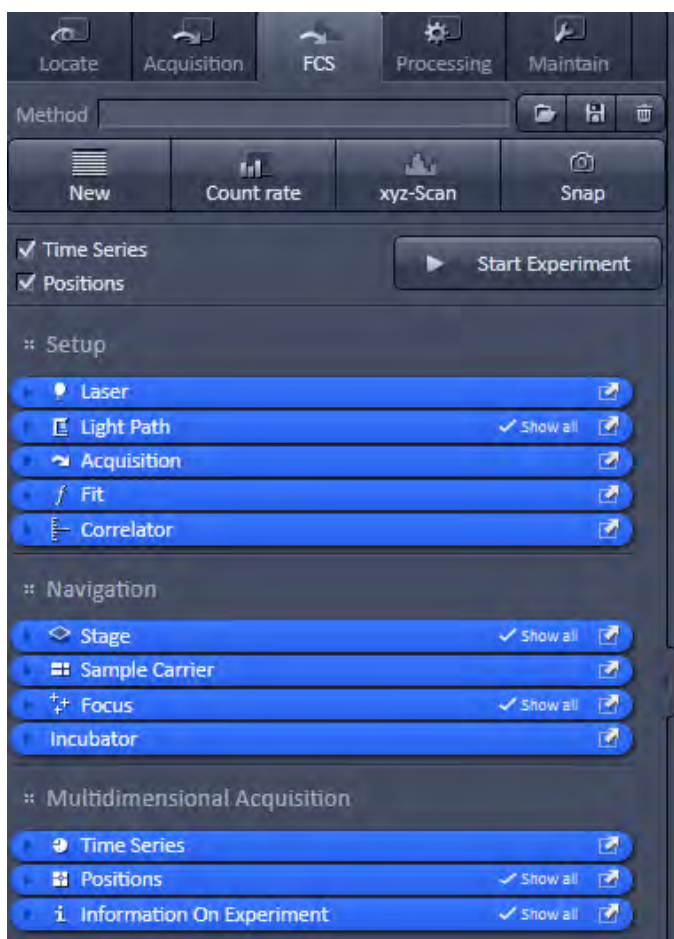 Locate Acquisition FCS Processing Maintain
Method
New Count rate xyz-Scan Snap
Time Series
Start Experiment
Positions
Setup
Laser
Light Path Show all
Acquisition
Fit
Correlator
Navigation
Stage Show all
Sample Carrier
Focus Show all
Incubator
Multidimensional Acquisition
Time Series
Positions Show all
Information On Experiment Show all